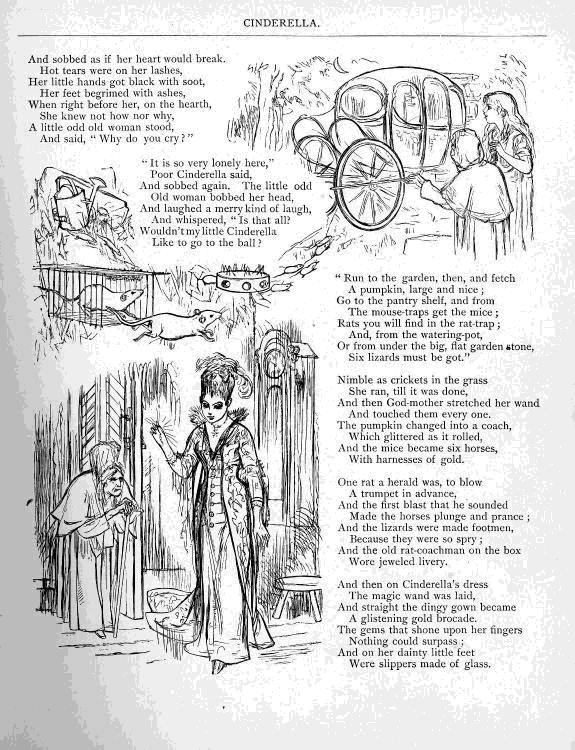 CINDERELLA.
And sobbed as if her heart would break.
Hot tears were on her lashes,
Her little hands got black with soot,
Her feet begrimed with ashes,
When right before her, on the hearth,
She knew not how nor why,
A little odd old woman stood,
And said, "Why do you cry?"
"It is so very lonely here,"
Poor Cinderella said,
And sobbed again. The little odd
Old woman bobbed her head,
And laughed a merry kind of laugh,
And whispered, "Is that all?
Wouldn't my little Cinderella
Like to go to the ball?
"Run to the garden, then, and fetch
A pumpkin, large and nice;
Go to the pantry shelf, and from
The mouse-traps get the mice;
Rats you will find in the rat-trap;
And, from the watering-pot,
Or from under the big, flat garden stone,
Six lizards must be got."
Nimble as crickets in the grass
She ran, till it was done,
And then God-mother stretched her wand
And touched them every one.
The pumpkin changed into a coach,
Which glittered as it rolled,
And the mice became six horses,
With harnesses of gold.
One rat a herald was, to blow
A trumpet in advance,
And the first blast that he sounded
Made the horses plunge and prance;
And the lizards were made footmen,
Because they were so spry;
And the old rat-coachman on the box
Wore jeweled livery.
And then on Cinderella's dress
The magic wand was laid,
And straight the dingy gown became
A glistening gold brocade.
The gems that shone upon her fingers
Nothing could surpass;
And on her dainty little feet
Were slippers made of glass.